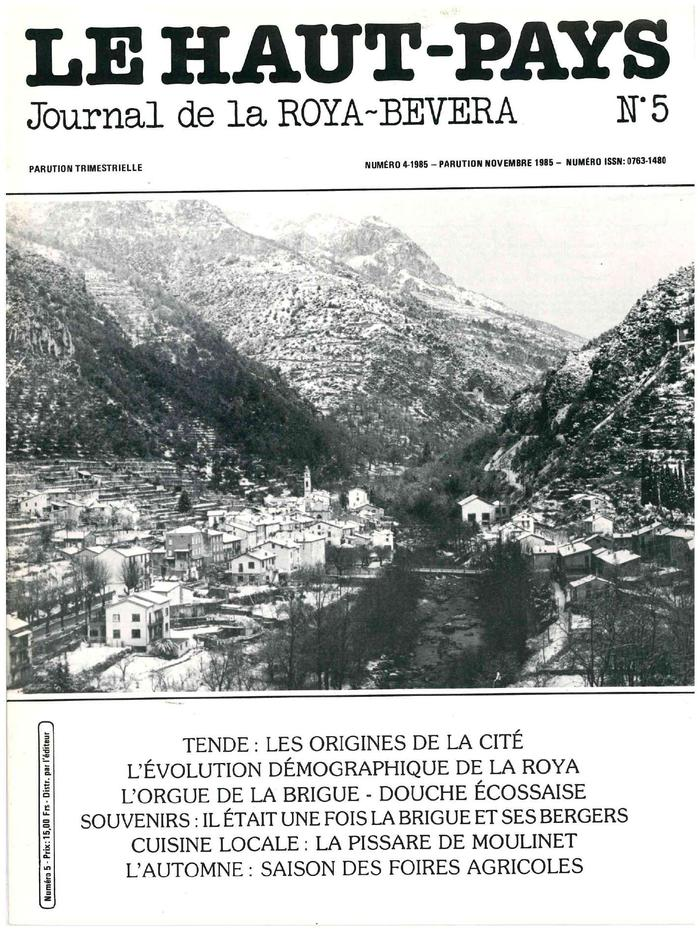 LE HAUT-PAYS
Journal de la ROYA~BEVERA N°5
PARUTION TRIMESTRIELLE NUMÉRO 4-1985 – PARUTION NOVEMBRE 1985 – NUMÉRO ISSN: 0763-1480
TENDE : LES ORIGINES DE LA CITÉ
L'ÉVOLUTION DÉMOGRAPHIQUE DE LA ROYA
L'ORGUE DE LA BRIGUE - DOUCHE ÉCOSSAISE
SOUVENIRS : IL ÉTAIT UNE FOIS LA BRIGUE ET SES BERGERS
CUISINE LOCALE : LA PISSARE DE MOULINET
L'AUTOMNE : SAISON DES FOIRES AGRICOLES
Numéro 5 - Prix: 15,00 Frs - Distr. par l'éditeur